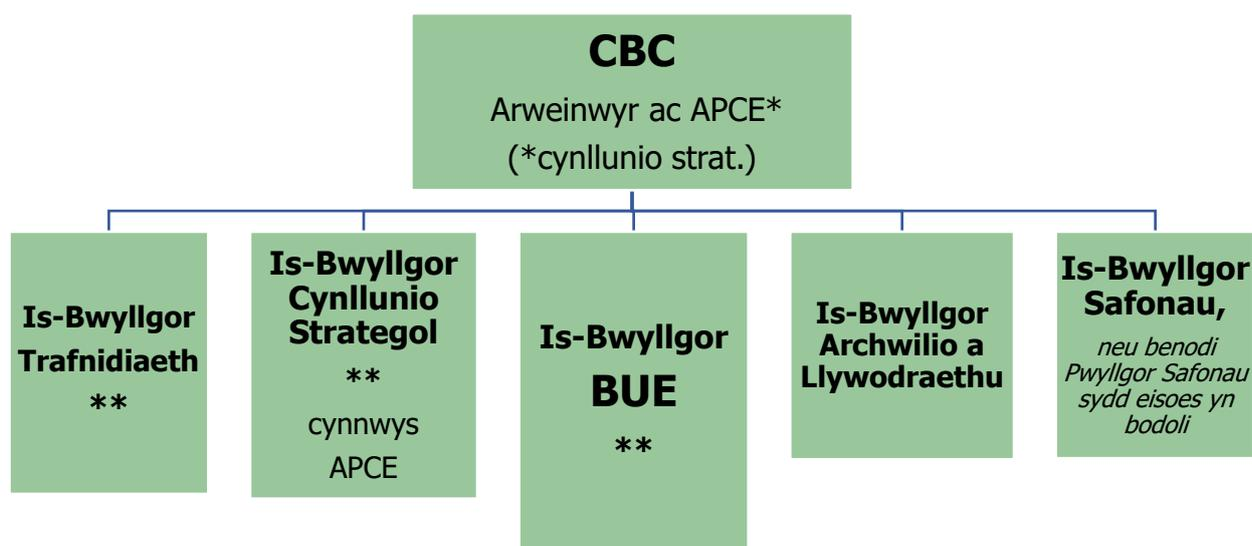 CBC
Arweinwyr ac APCE*
(*cynllunio strat.)
Is-Bwyllgor
Trafnidiaeth
**
Is-Bwyllgor
Cynllunio
Strategol
**
cynnwys
APCE
Is-Bwyllgor
BUE
**
Is-Bwyllgor
Archwilio a
Llywodraethu
Is-Bwyllgor
Safonau,
neu benodi
Pwyllgor Safonau
sydd eisoes yn
bodoli